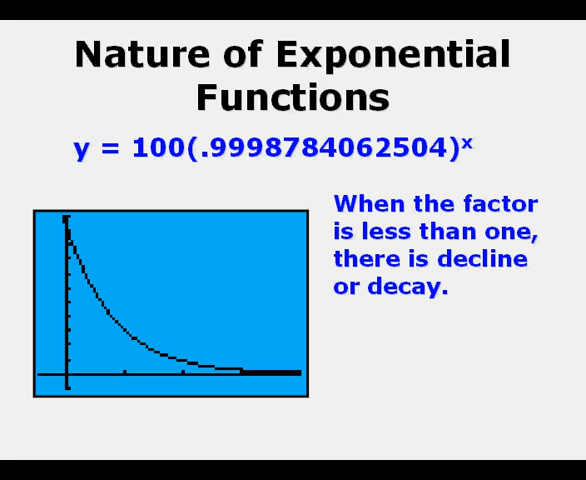 Nature of Exponential
Functions
y = 100(.9998784062504)ˣ
When the factor
is less than one,
there is decline
or decay.